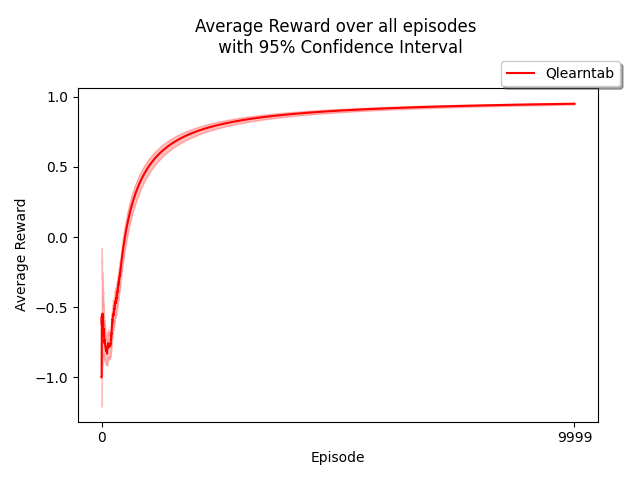 Average Reward over all episodes
with 95% Confidence Interval
Qlearntab
1.0
0.5
0.0
−0.5
−1.0
Average Reward
0
9999
Episode